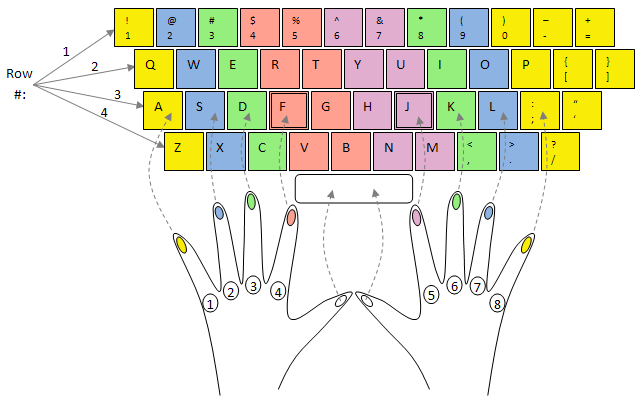 ! @ # $ % ^ & * ( ) – +
1 2 3 4 5 6 7 8 9 0 - =
1
Row
#:
2
Q W E R T Y U I O P { }
[ ]
3
A S D F G H J K L : “
; ‘
4
Z X C V B N M < > ?
, . /
1 2 3 4 5 6 7 8